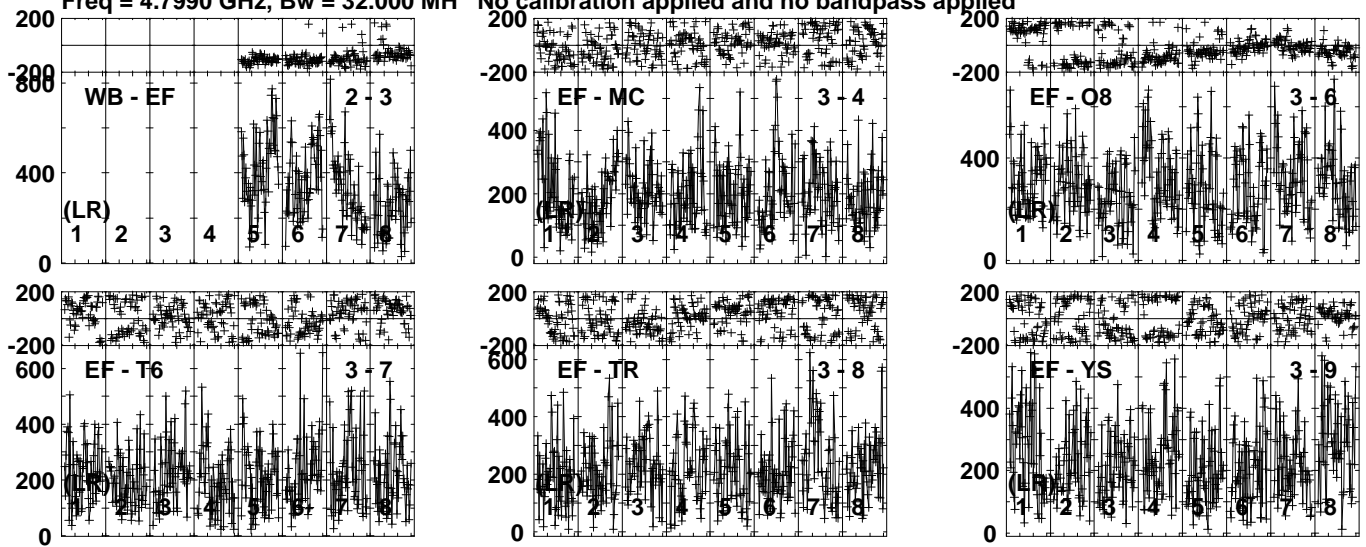 Freq = 4.7990 GHz, Bw = 32.000 MH No calibration applied and no bandpass applied
200
-200
800
400
0
WB - EF 2 - 3
(LR)
1 2 3 4 5 6 7 8
200
-200
400
200
0
EF - MC 3 - 4
(LR)
1 2 3 4 5 6 7 8
200
-200
400
0
EF - O8 3 - 6
(LR)
1 2 3 4 5 6 7 8
200
-200
600
400
200
0
EF - T6 3 - 7
(LR)
1 2 3 4 5 6 7 8
200
-200
600
400
200
0
EF - TR 3 - 8
(LR)
1 2 3 4 5 6 7 8
200
-200
400
200
0
EF - YS 3 - 9
(LR)
1 2 3 4 5 6 7 8